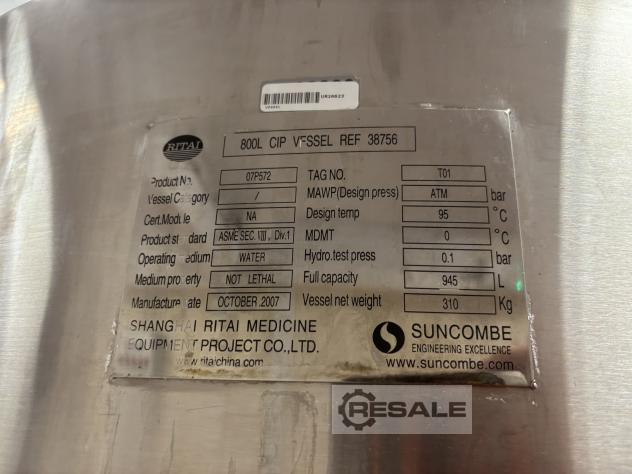 UR20623
RITAI
800L CIP VESSEL REF 38756
Product No. 07P572
Vessel Category /
Cert.Module NA
Product standard ASME SEC. VIII , Div.1
Operating medium WATER
Medium property NOT LETHAL
Manufacture date OCTOBER ,2007
TAG NO. T01
MAWP(Design press) ATM bar
Design temp 95 °C
MDMT 0 °C
Hydro.test press 0.1 bar
Full capacity 945 L
Vessel net weight 310 Kg
SHANGHAI RITAI MEDICINE
EQUIPMENT PROJECT CO.,LTD.
www.ritaichina.com
SUNCOMBE
ENGINEERING EXCELLENCE
www.suncombe.com
RESALE